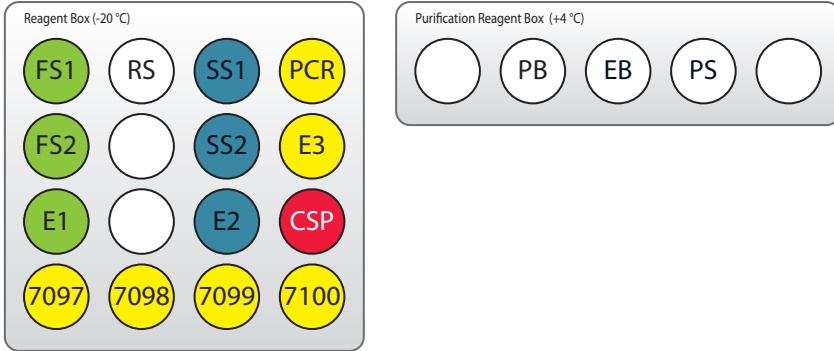 Reagent Box (-20 °C)
FS1 RS SS1 PCR
FS2 SS2 E3
E1 E2 CSP
7097 7098 7099 7100
Purification Reagent Box (+4 °C)
PB EB PS